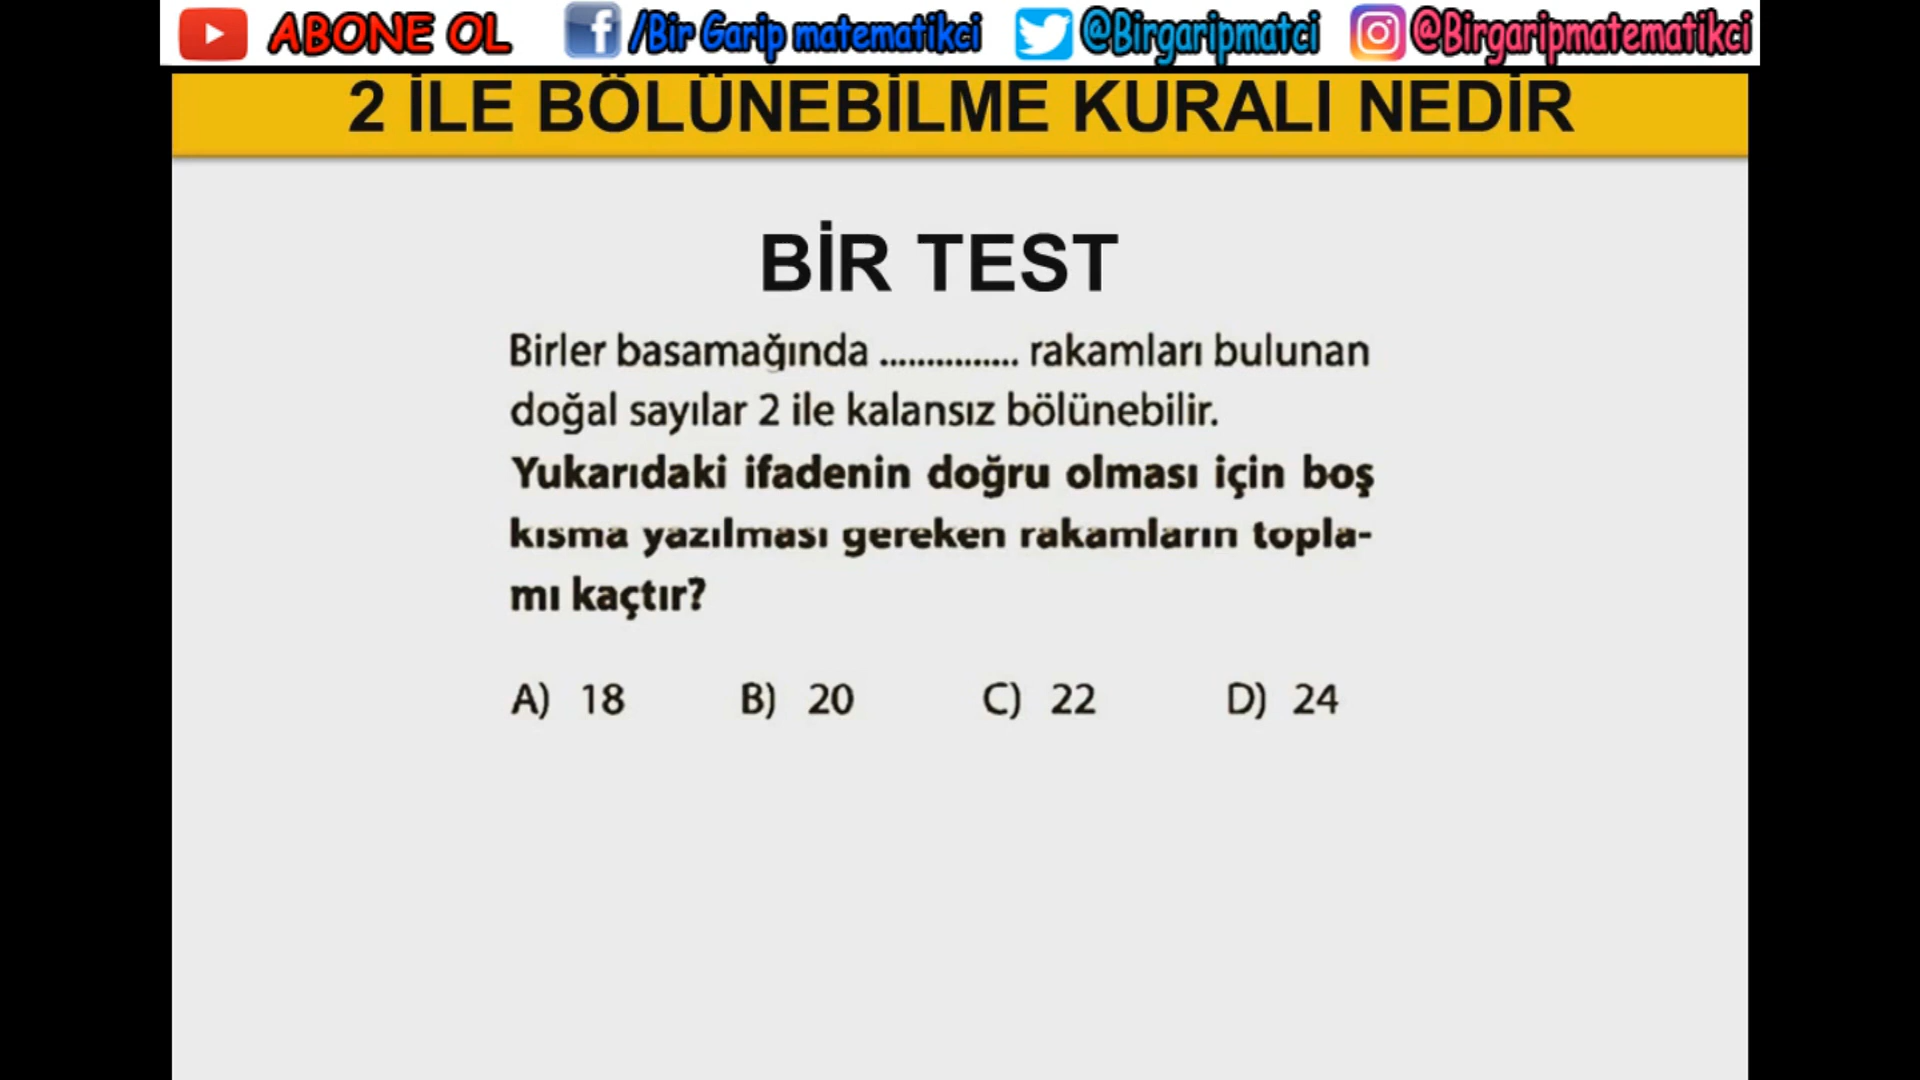 ABONE OL /Bir Garip matematikci @Birgaripmatci @Birgaripmatematikci
2 İLE BÖLÜNEBİLME KURALI NEDİR
BİR TEST
Birler basamağında ............... rakamları bulunan
doğal sayılar 2 ile kalansız bölünebilir.
Yukarıdaki ifadenin doğru olması için boş
kısma yazılması gereken rakamların topla-
mı kaçtır?
A) 18 B) 20 C) 22 D) 24